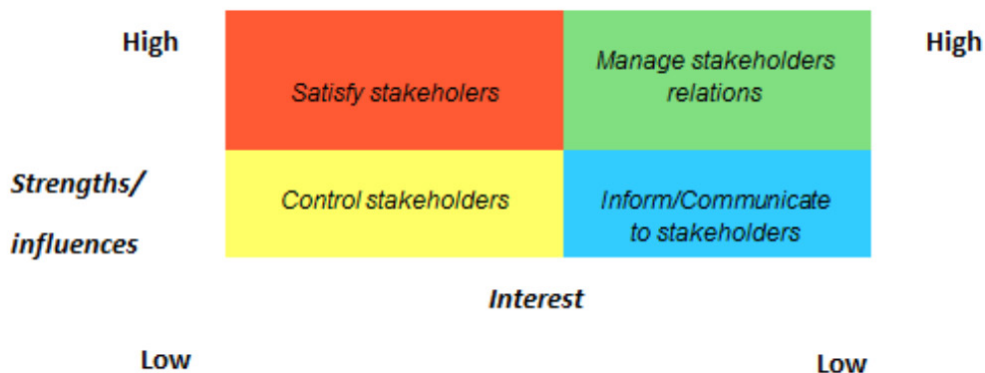 High
High
Satisfy stakeholers
Manage stakeholders
relations
Strengths/
influences
Control stakeholders
Inform/Communicate
to stakeholders
Interest
Low
Low